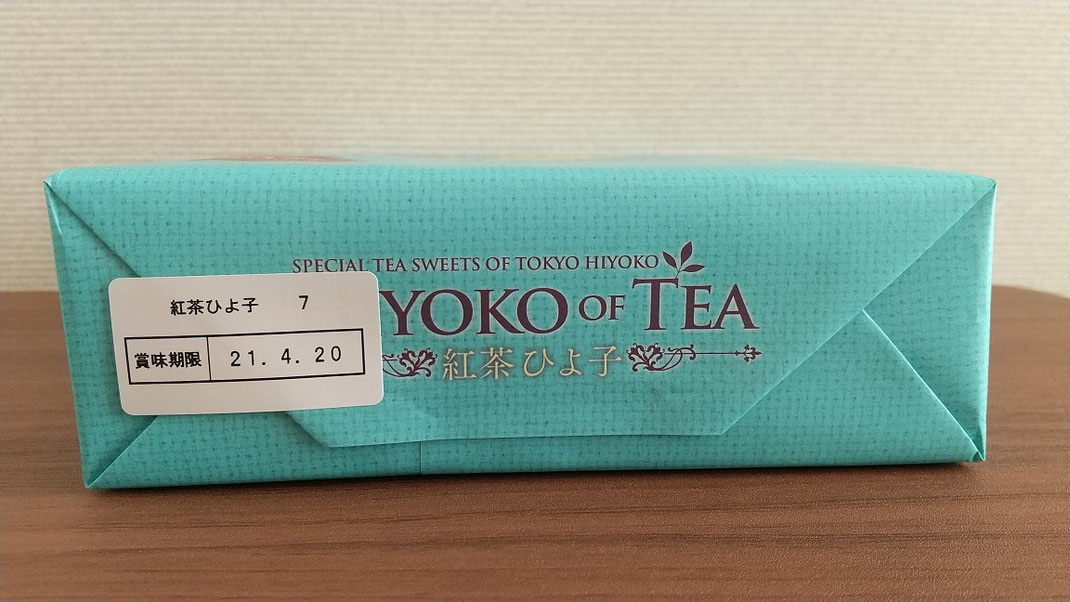 SPECIAL TEA SWEETS OF TOKYO HIYOKO
YOKO OF TEA
紅茶ひよ子
紅茶ひよ子 7
賞味期限 21. 4. 20